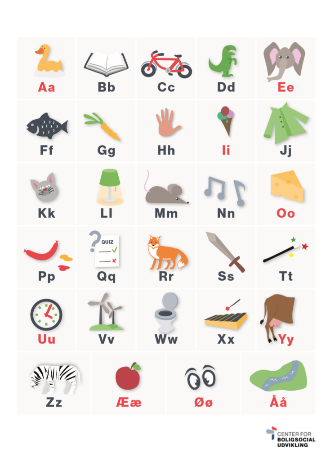 Aa Bb Cc Dd Ee
Ff Gg Hh Ii Jj
Kk Ll Mm Nn Oo
QUIZ
Pp Qq Rr Ss Tt
Uu Vv Ww Xx Yy
Zz Ææ Øø Åå
CENTER FOR
BOLIGSOCIAL
UDVIKLING